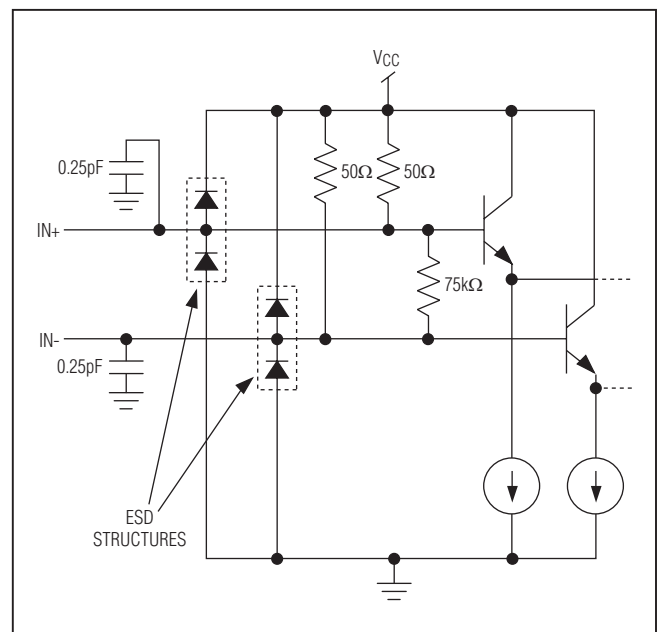 VCC
0.25pF
50Ω
50Ω
IN+
75kΩ
IN-
0.25pF
ESD
STRUCTURES